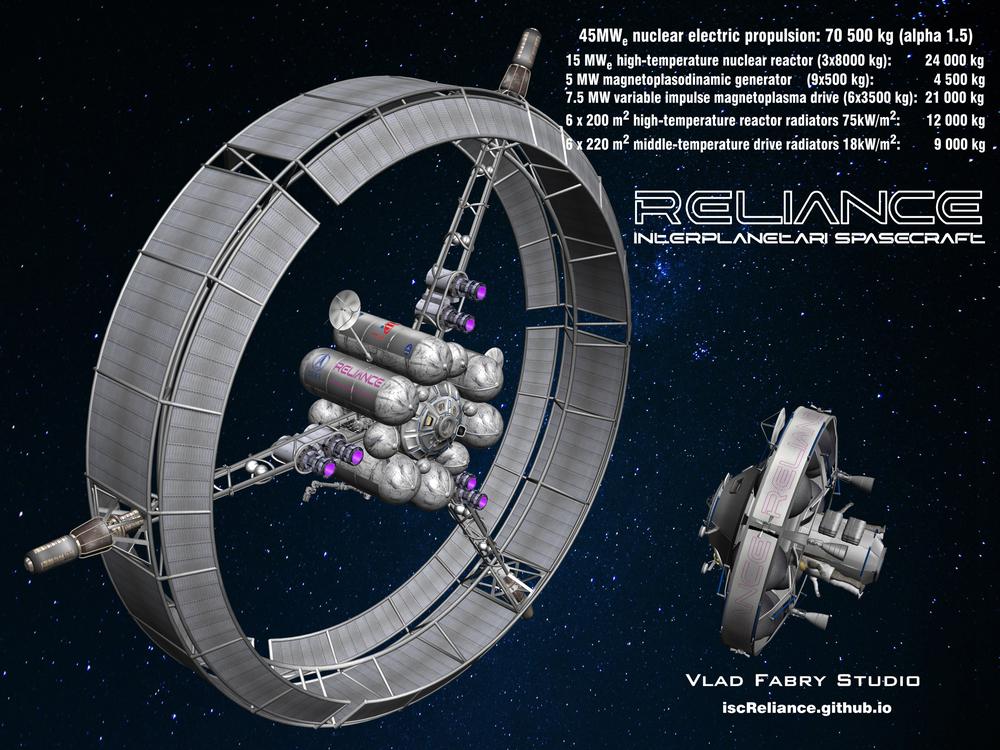 45MWe nuclear electric propulsion: 70 500 kg (alpha 1.5)
15 MWe high-temperature nuclear reactor (3x8000 kg): 24 000 kg
5 MW magnetoplasodinamic generator (9x500 kg): 4 500 kg
7.5 MW variable impulse magnetoplasma drive (6x3500 kg): 21 000 kg
6 x 200 m2 high-temperature reactor radiators 75kW/m2: 12 000 kg
6 x 220 m2 middle-temperature drive radiators 18kW/m2: 9 000 kg
RELIANCE
INTERPLANETARI SPASECRAFT
RELIANCE
Vlad Fabry Studio
iscReliance.github.io